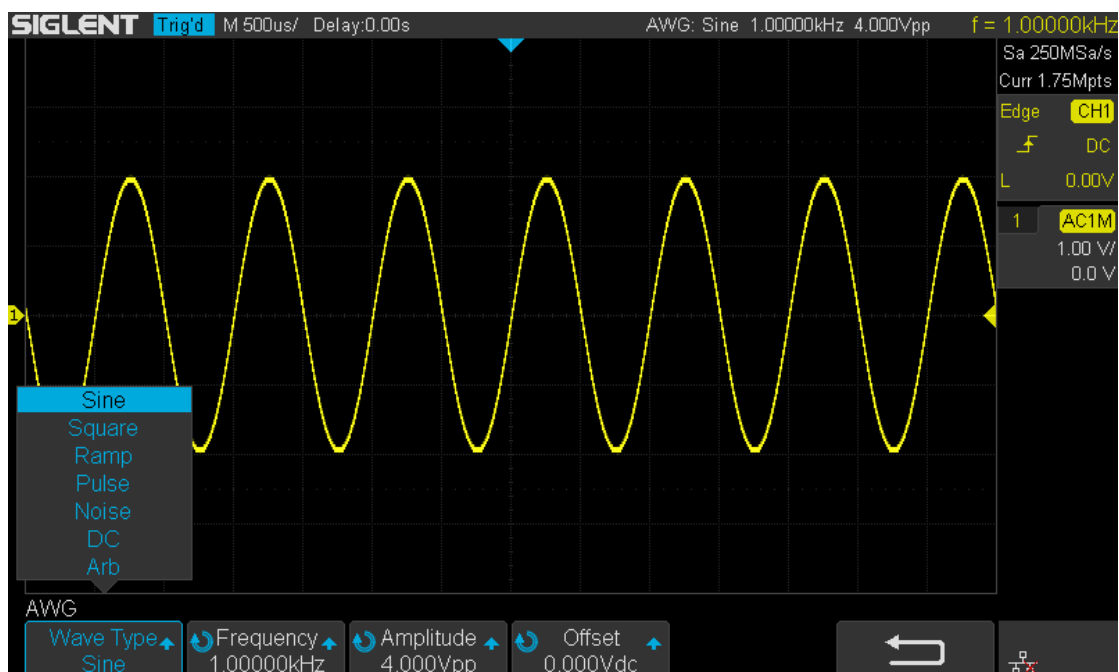 SIGLENT Trig'd M 500us/ Delay:0.00s AWG: Sine 1.00000kHz 4.000Vpp f = 1.00000kHz
Sa 250MSa/s
Curr 1.75Mpts
Edge CH1
DC
L 0.00V
1 AC1M
1.00 V/
0.0 V
1
Sine
Square
Ramp
Pulse
Noise
DC
Arb
AWG
Wave Type Frequency Amplitude Offset
Sine 1.00000kHz 4.000Vpp 0.000Vdc